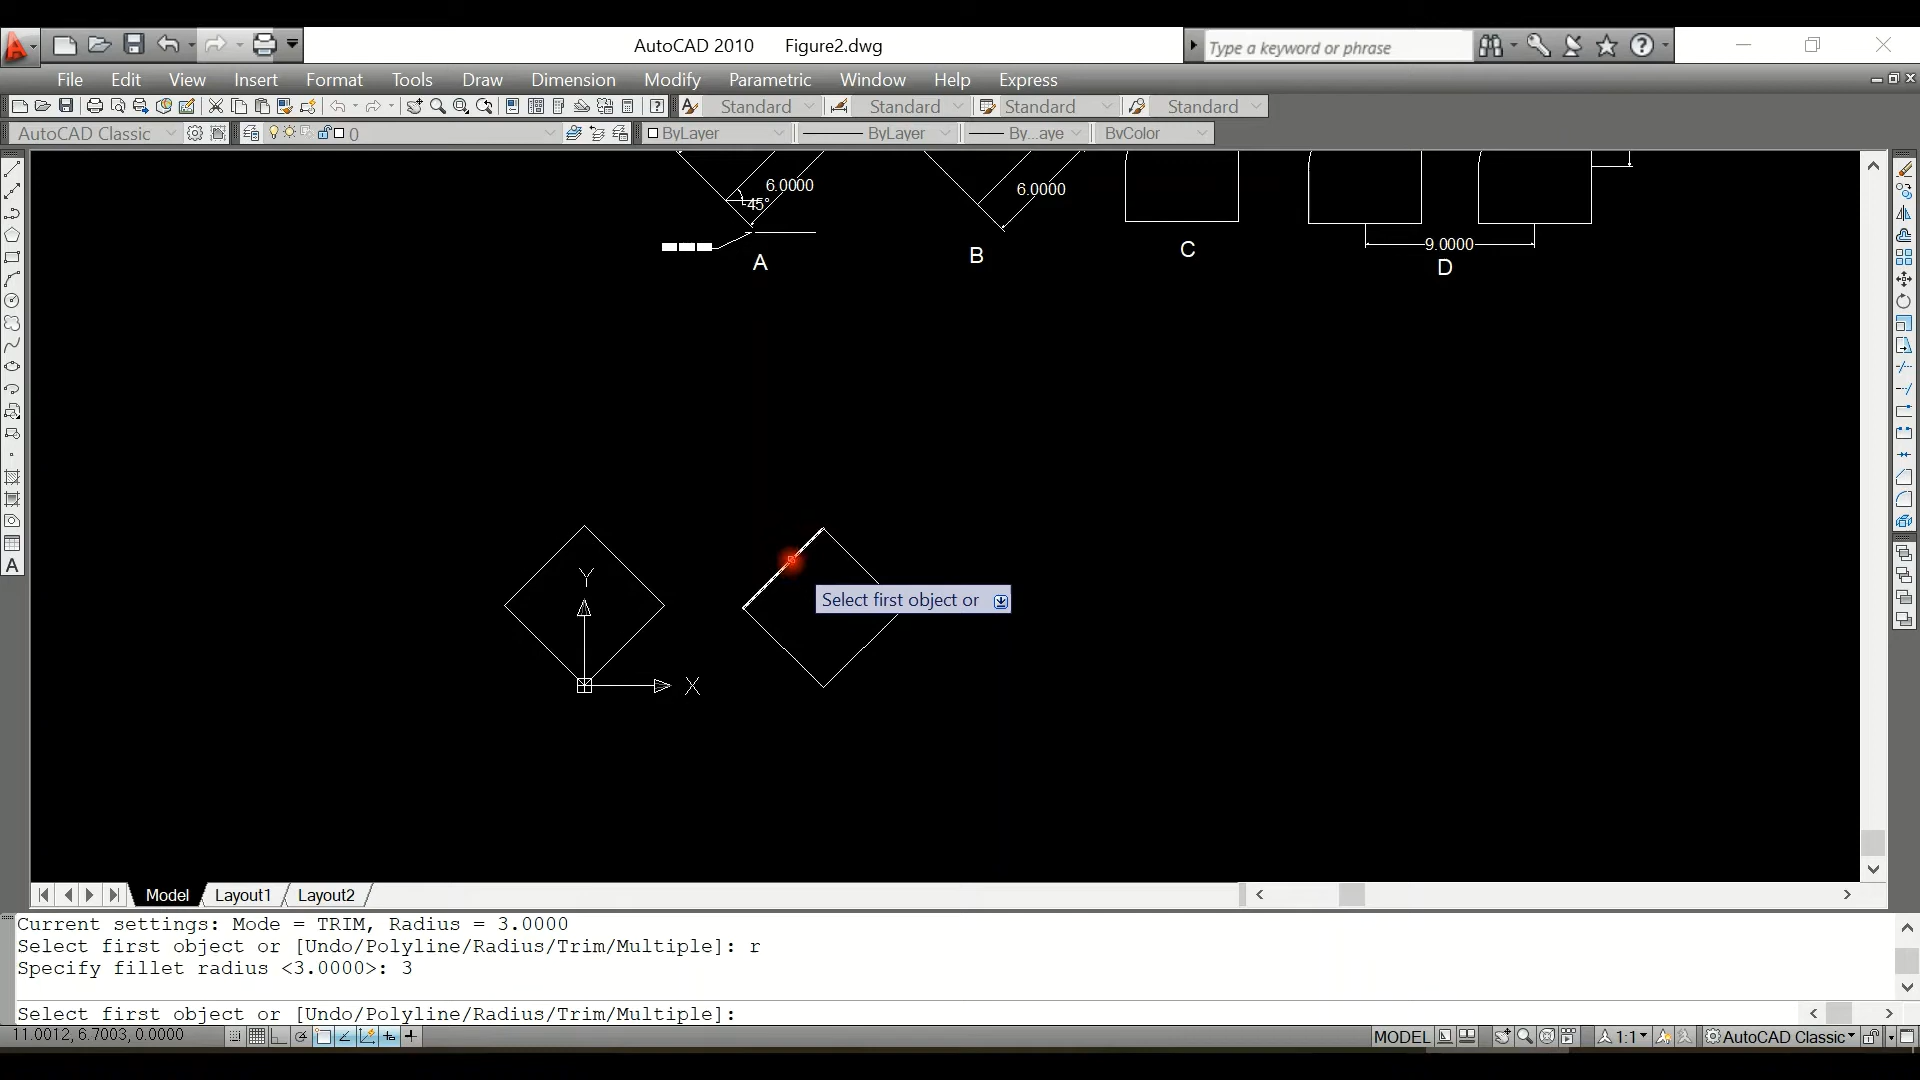 AutoCAD 2010 Figure2.dwg
Type a keyword or phrase
File Edit View Insert Format Tools Draw Dimension Modify Parametric Window Help Express
Standard Standard Standard Standard
AutoCAD Classic 0 ByLayer ByLayer By...aye ByColor
6.0000
45°
A
6.0000
B
C
9.0000
D
Y
X
Select first object or
A
Model Layout1 Layout2
Current settings: Mode = TRIM, Radius = 3.0000
Select first object or [Undo/Polyline/Radius/Trim/Multiple]: r
Specify fillet radius <3.0000>: 3
Select first object or [Undo/Polyline/Radius/Trim/Multiple]:
11.0012, 6.7003, 0.0000 MODEL 1:1 AutoCAD Classic